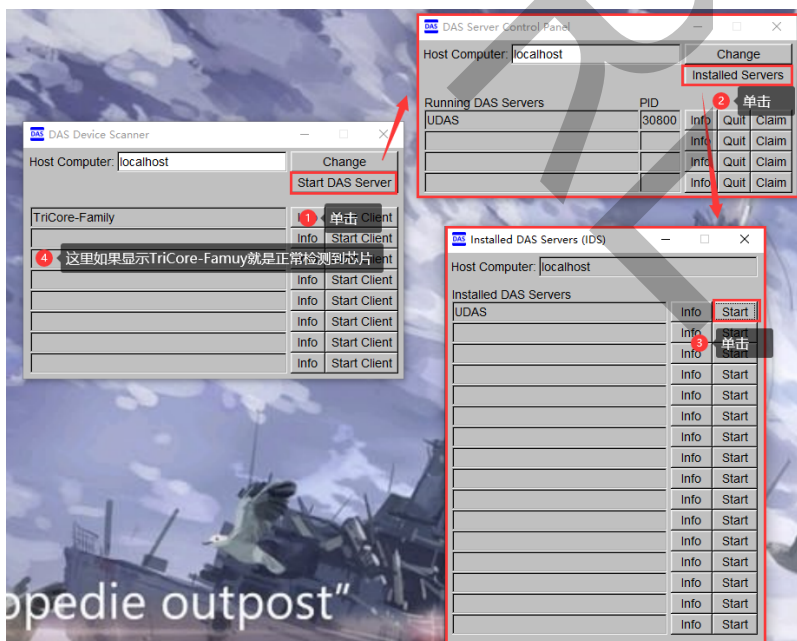 DAS Server Control Panel
Host Computer: localhost
Change
Installed Servers
2 单击
Running DAS Servers PID
UDAS 30800 Info Quit Claim
Info Quit Claim
Info Quit Claim
Info Quit Claim
DAS Device Scanner
Host Computer: localhost
Change
Start DAS Server
TriCore-Family
1 单击
Client
Info Start Client
4 这里如果显示TriCore-Famuy就是正常检测到芯片
Info Start Client
Info Start Client
Info Start Client
Info Start Client
Info Start Client
Installed DAS Servers (IDS)
Host Computer: localhost
Installed DAS Servers
UDAS Info Start
Info Start
3 单击
Info Start
Info Start
Info Start
Info Start
Info Start
Info Start
Info Start
Info Start
Info Start
Info Start
Info Start
Info Start
Info Start
Info Start
opedie outpost"